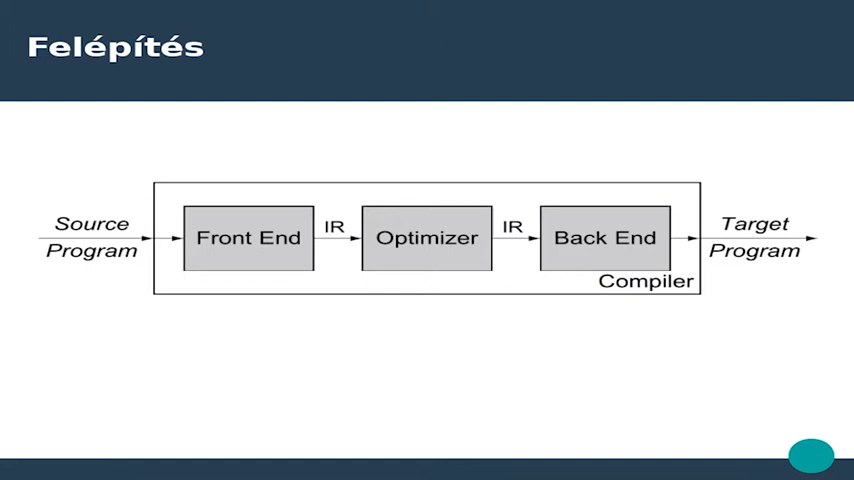 Felépítés
Source
Program
Front End
IR
Optimizer
IR
Back End
Compiler
Target
Program